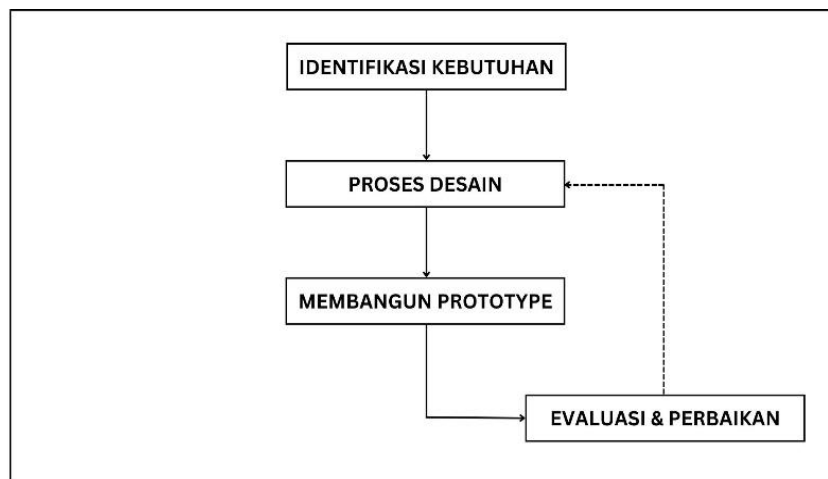 IDENTIFIKASI KEBUTUHAN
PROSES DESAIN
MEMBANGUN PROTOTYPE
EVALUASI & PERBAIKAN